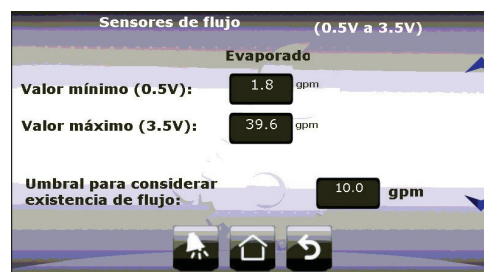 Sensores de flujo (0.5V a 3.5V)
Evaporado
Valor mínimo (0.5V): 1.8 gpm
Valor máximo (3.5V): 39.6 gpm
Umbral para considerar
existencia de flujo: 10.0 gpm